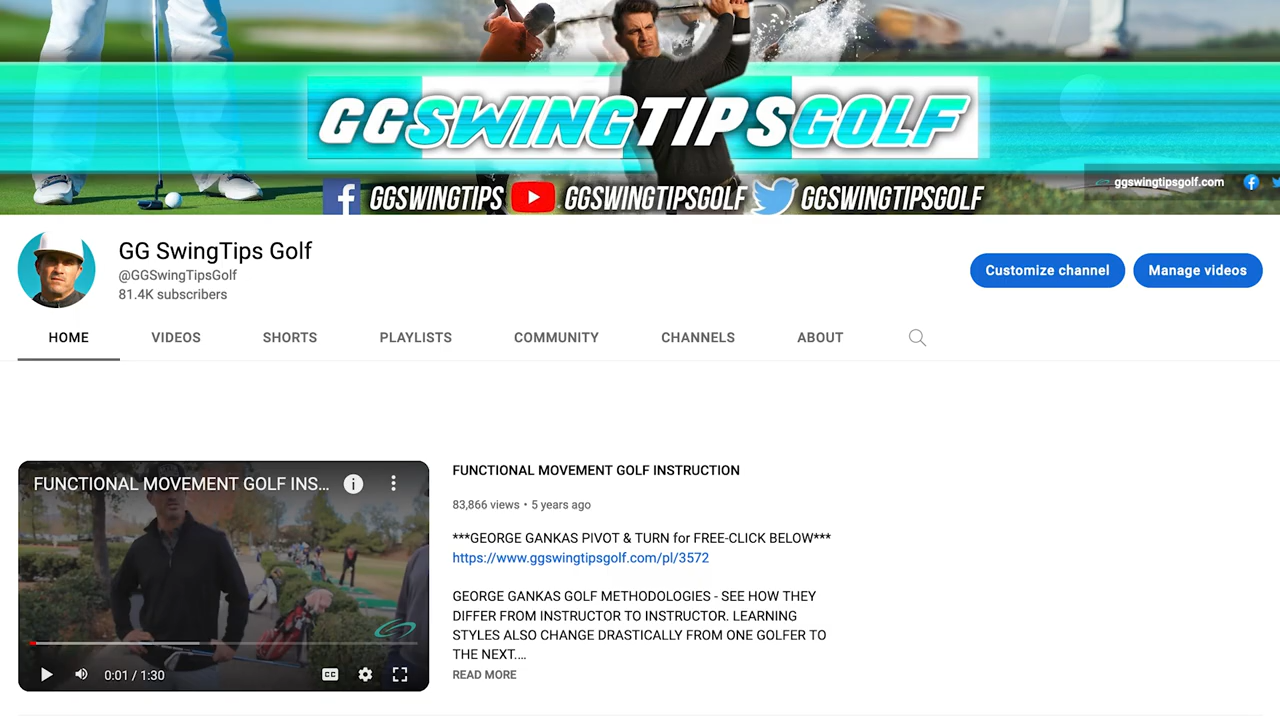 GGSWINGTIPSGOLF
GGSWINGTIPS GGSWINGTIPSGOLF GGSWINGTIPSGOLF
ggswingtipsgolf.com
GG SwingTips Golf
@GGSwingTipsGolf
81.4K subscribers
Customize channel
Manage videos
HOME VIDEOS SHORTS PLAYLISTS COMMUNITY CHANNELS ABOUT
FUNCTIONAL MOVEMENT GOLF INS...
CC
0:01 / 1:30
FUNCTIONAL MOVEMENT GOLF INSTRUCTION
83,866 views • 5 years ago
***GEORGE GANKAS PIVOT & TURN for FREE-CLICK BELOW***
https://www.ggswingtipsgolf.com/pl/3572
GEORGE GANKAS GOLF METHODOLOGIES - SEE HOW THEY
DIFFER FROM INSTRUCTOR TO INSTRUCTOR. LEARNING
STYLES ALSO CHANGE DRASTICALLY FROM ONE GOLFER TO
THE NEXT....
READ MORE